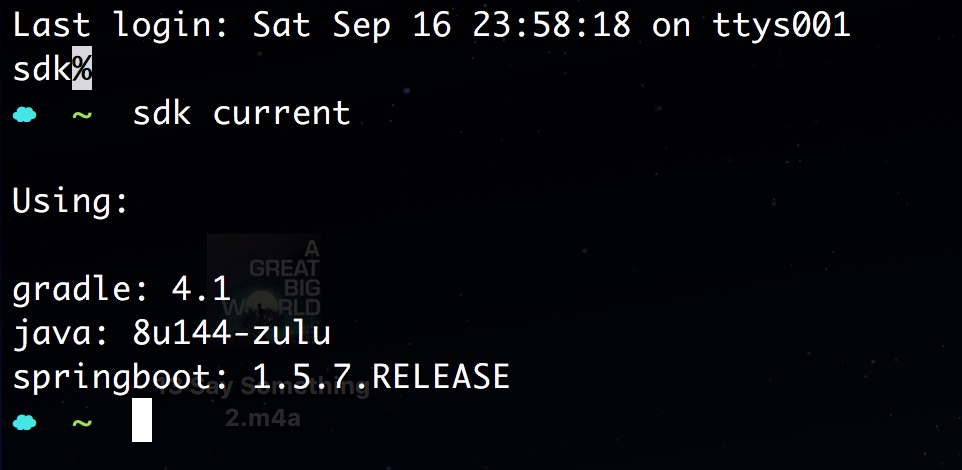 Last login: Sat Sep 16 23:58:18 on ttys001
sdk%
~ sdk current
Using:
A
GREAT
BIG
WORLD
gradle: 4.1
java: 8u144-zulu
springboot: 1.5.7.RELEASE
13 Say Something
2.m4a
~